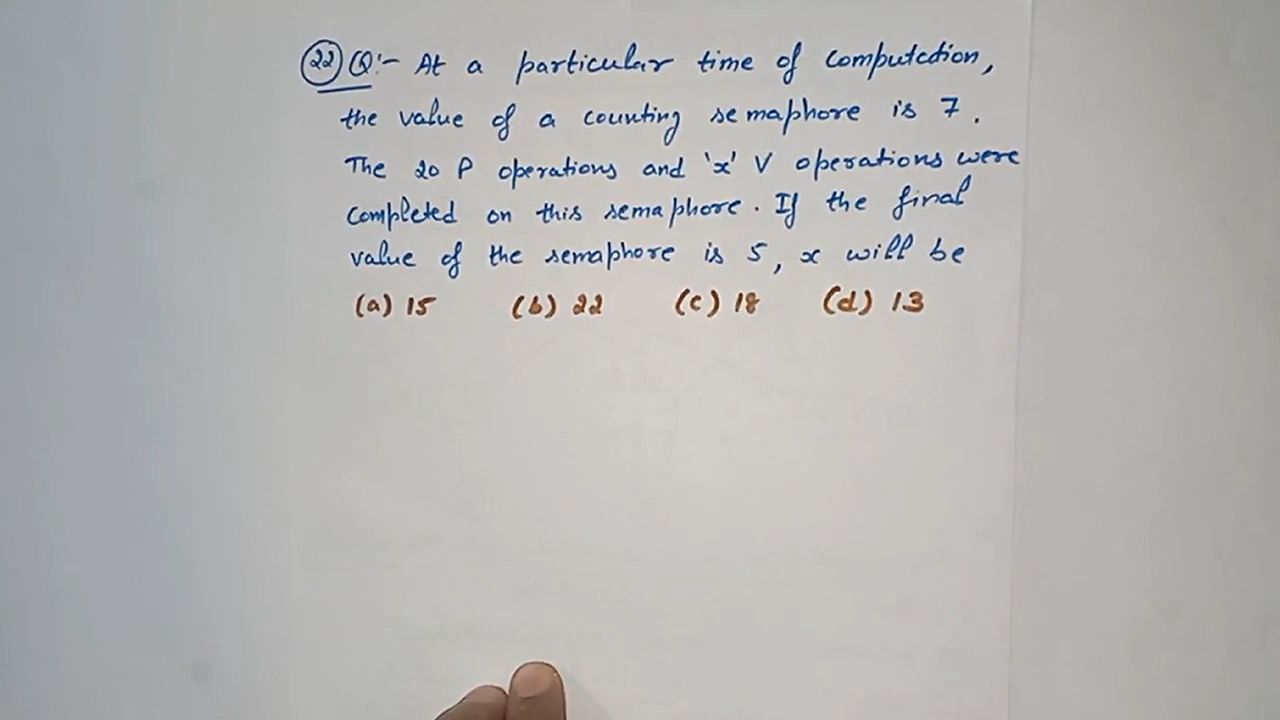 22 Q:- At a particular time of computation,
the value of a counting semaphore is 7.
The 20 P operations and 'x' V operations were
completed on this semaphore. If the final
value of the semaphore is 5, x will be
(a) 15 (b) 22 (c) 18 (d) 13